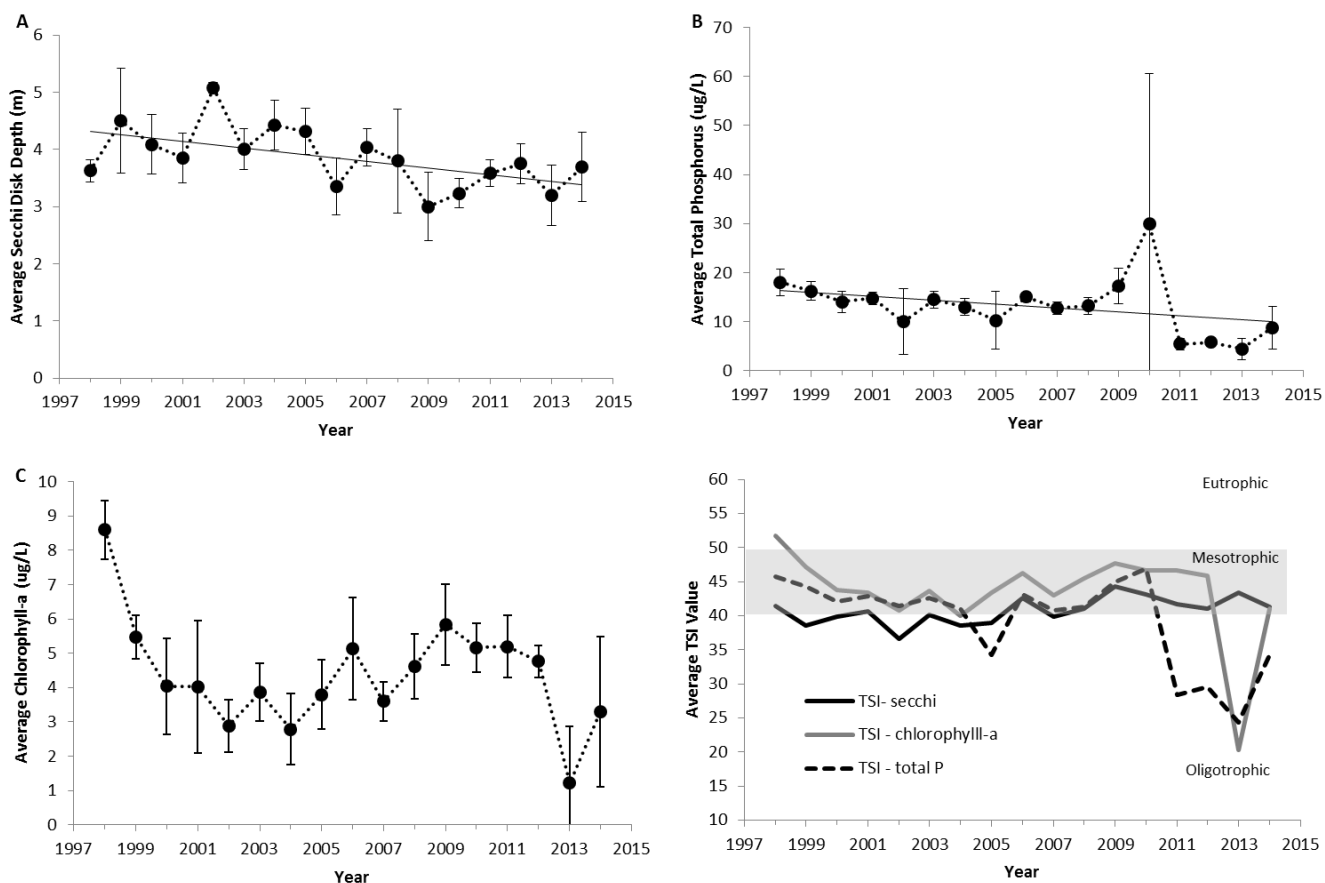 A
Average Secchi Disk Depth (m)
6
5
4
3
2
1
0
1997 1999 2001 2003 2005 2007 2009 2011 2013 2015
Year
B
Average Total Phosphorus (ug/L)
70
60
50
40
30
20
10
0
1997 1999 2001 2003 2005 2007 2009 2011 2013 2015
Year
C
Average Chlorophyll-a (ug/L)
10
9
8
7
6
5
4
3
2
1
0
1997 1999 2001 2003 2005 2007 2009 2011 2013 2015
Year
Average TSI Value
60
55
50
45
40
35
30
25
20
15
10
Eutrophic
Mesotrophic
Oligotrophic
TSI- secchi
TSI - chlorophylll-a
TSI - total P
1997 1999 2001 2003 2005 2007 2009 2011 2013 2015
Year